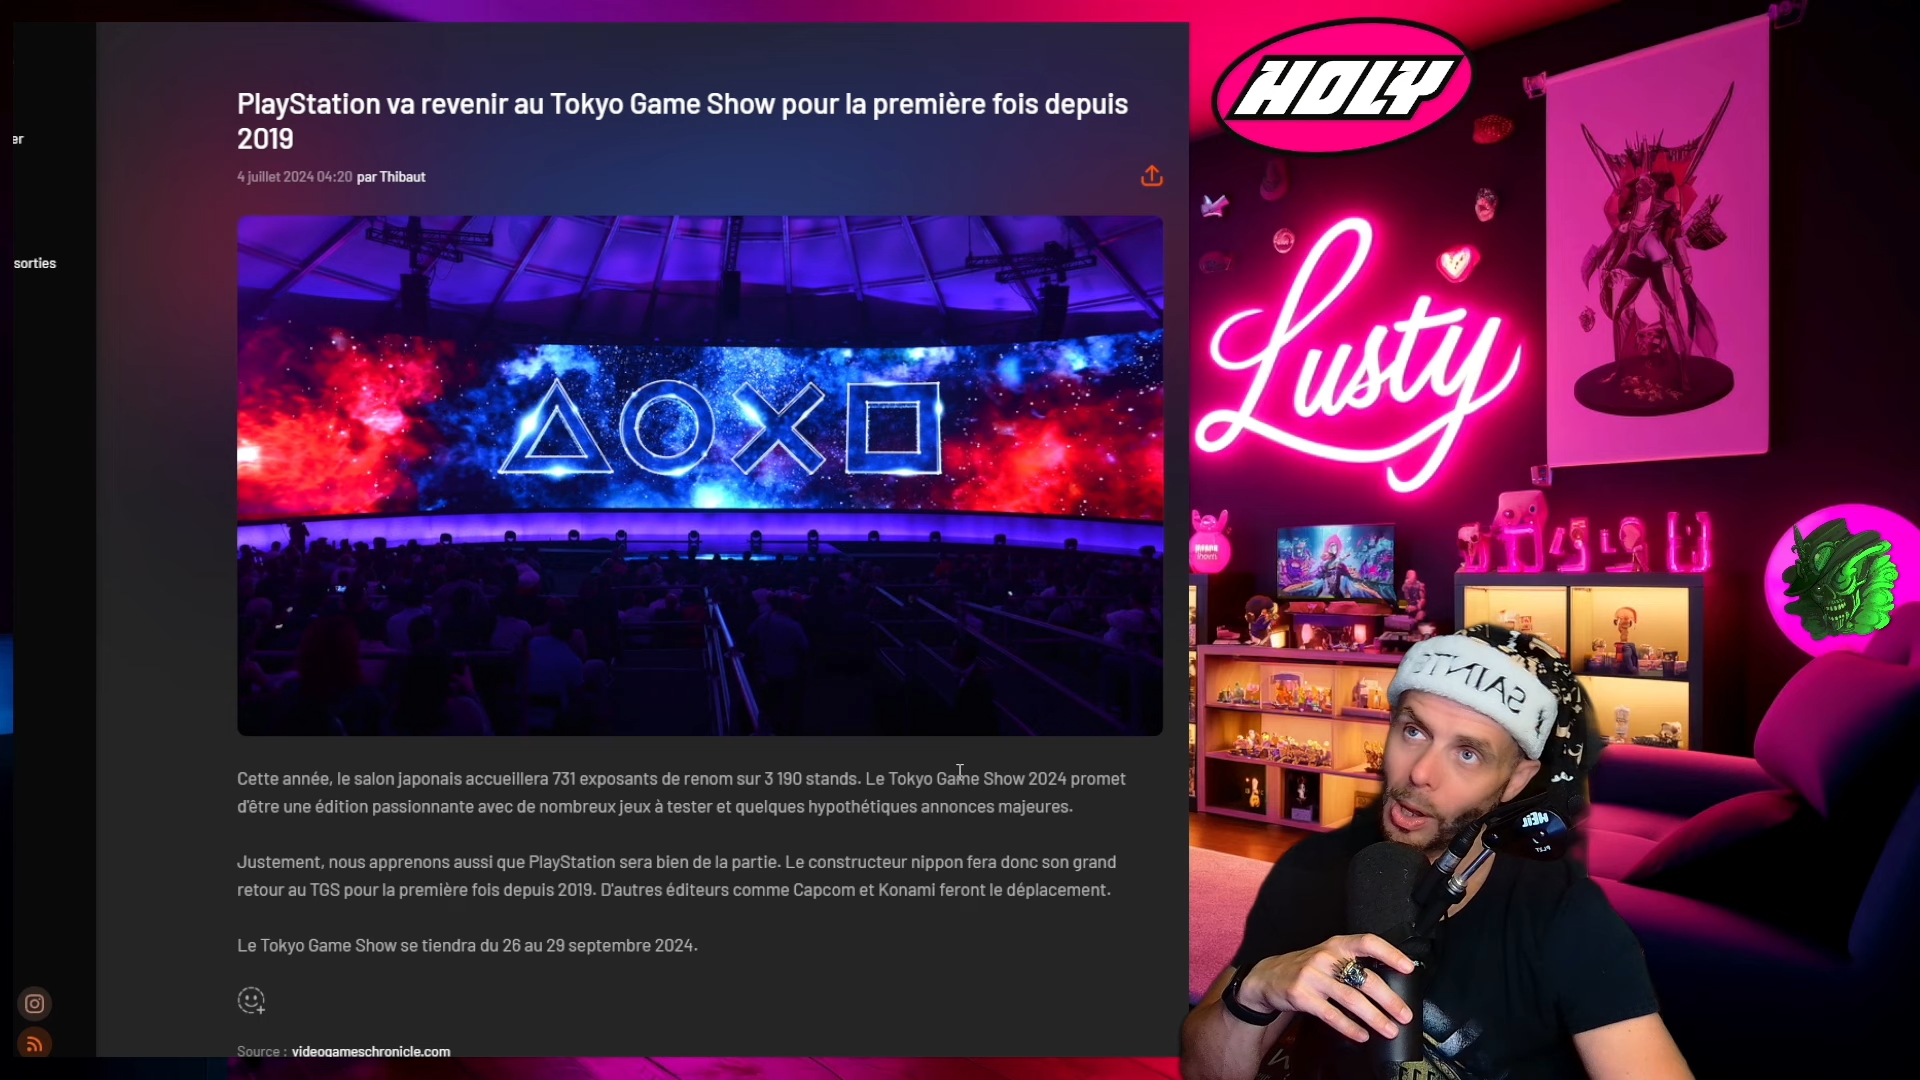 PlayStation va revenir au Tokyo Game Show pour la première fois depuis
2019
4 juillet 2024 04:20 par Thibaut
er
sorties
Cette année, le salon japonais accueillera 731 exposants de renom sur 3 190 stands. Le Tokyo Game Show 2024 promet
d'être une édition passionnante avec de nombreux jeux à tester et quelques hypothétiques annonces majeures.
Justement, nous apprenons aussi que PlayStation sera bien de la partie. Le constructeur nippon fera donc son grand
retour au TGS pour la première fois depuis 2019. D'autres éditeurs comme Capcom et Konami feront le déplacement.
Le Tokyo Game Show se tiendra du 26 au 29 septembre 2024.
Source : videogameschronicle.com
HOLY
Lusty
SAINTS
HEIL